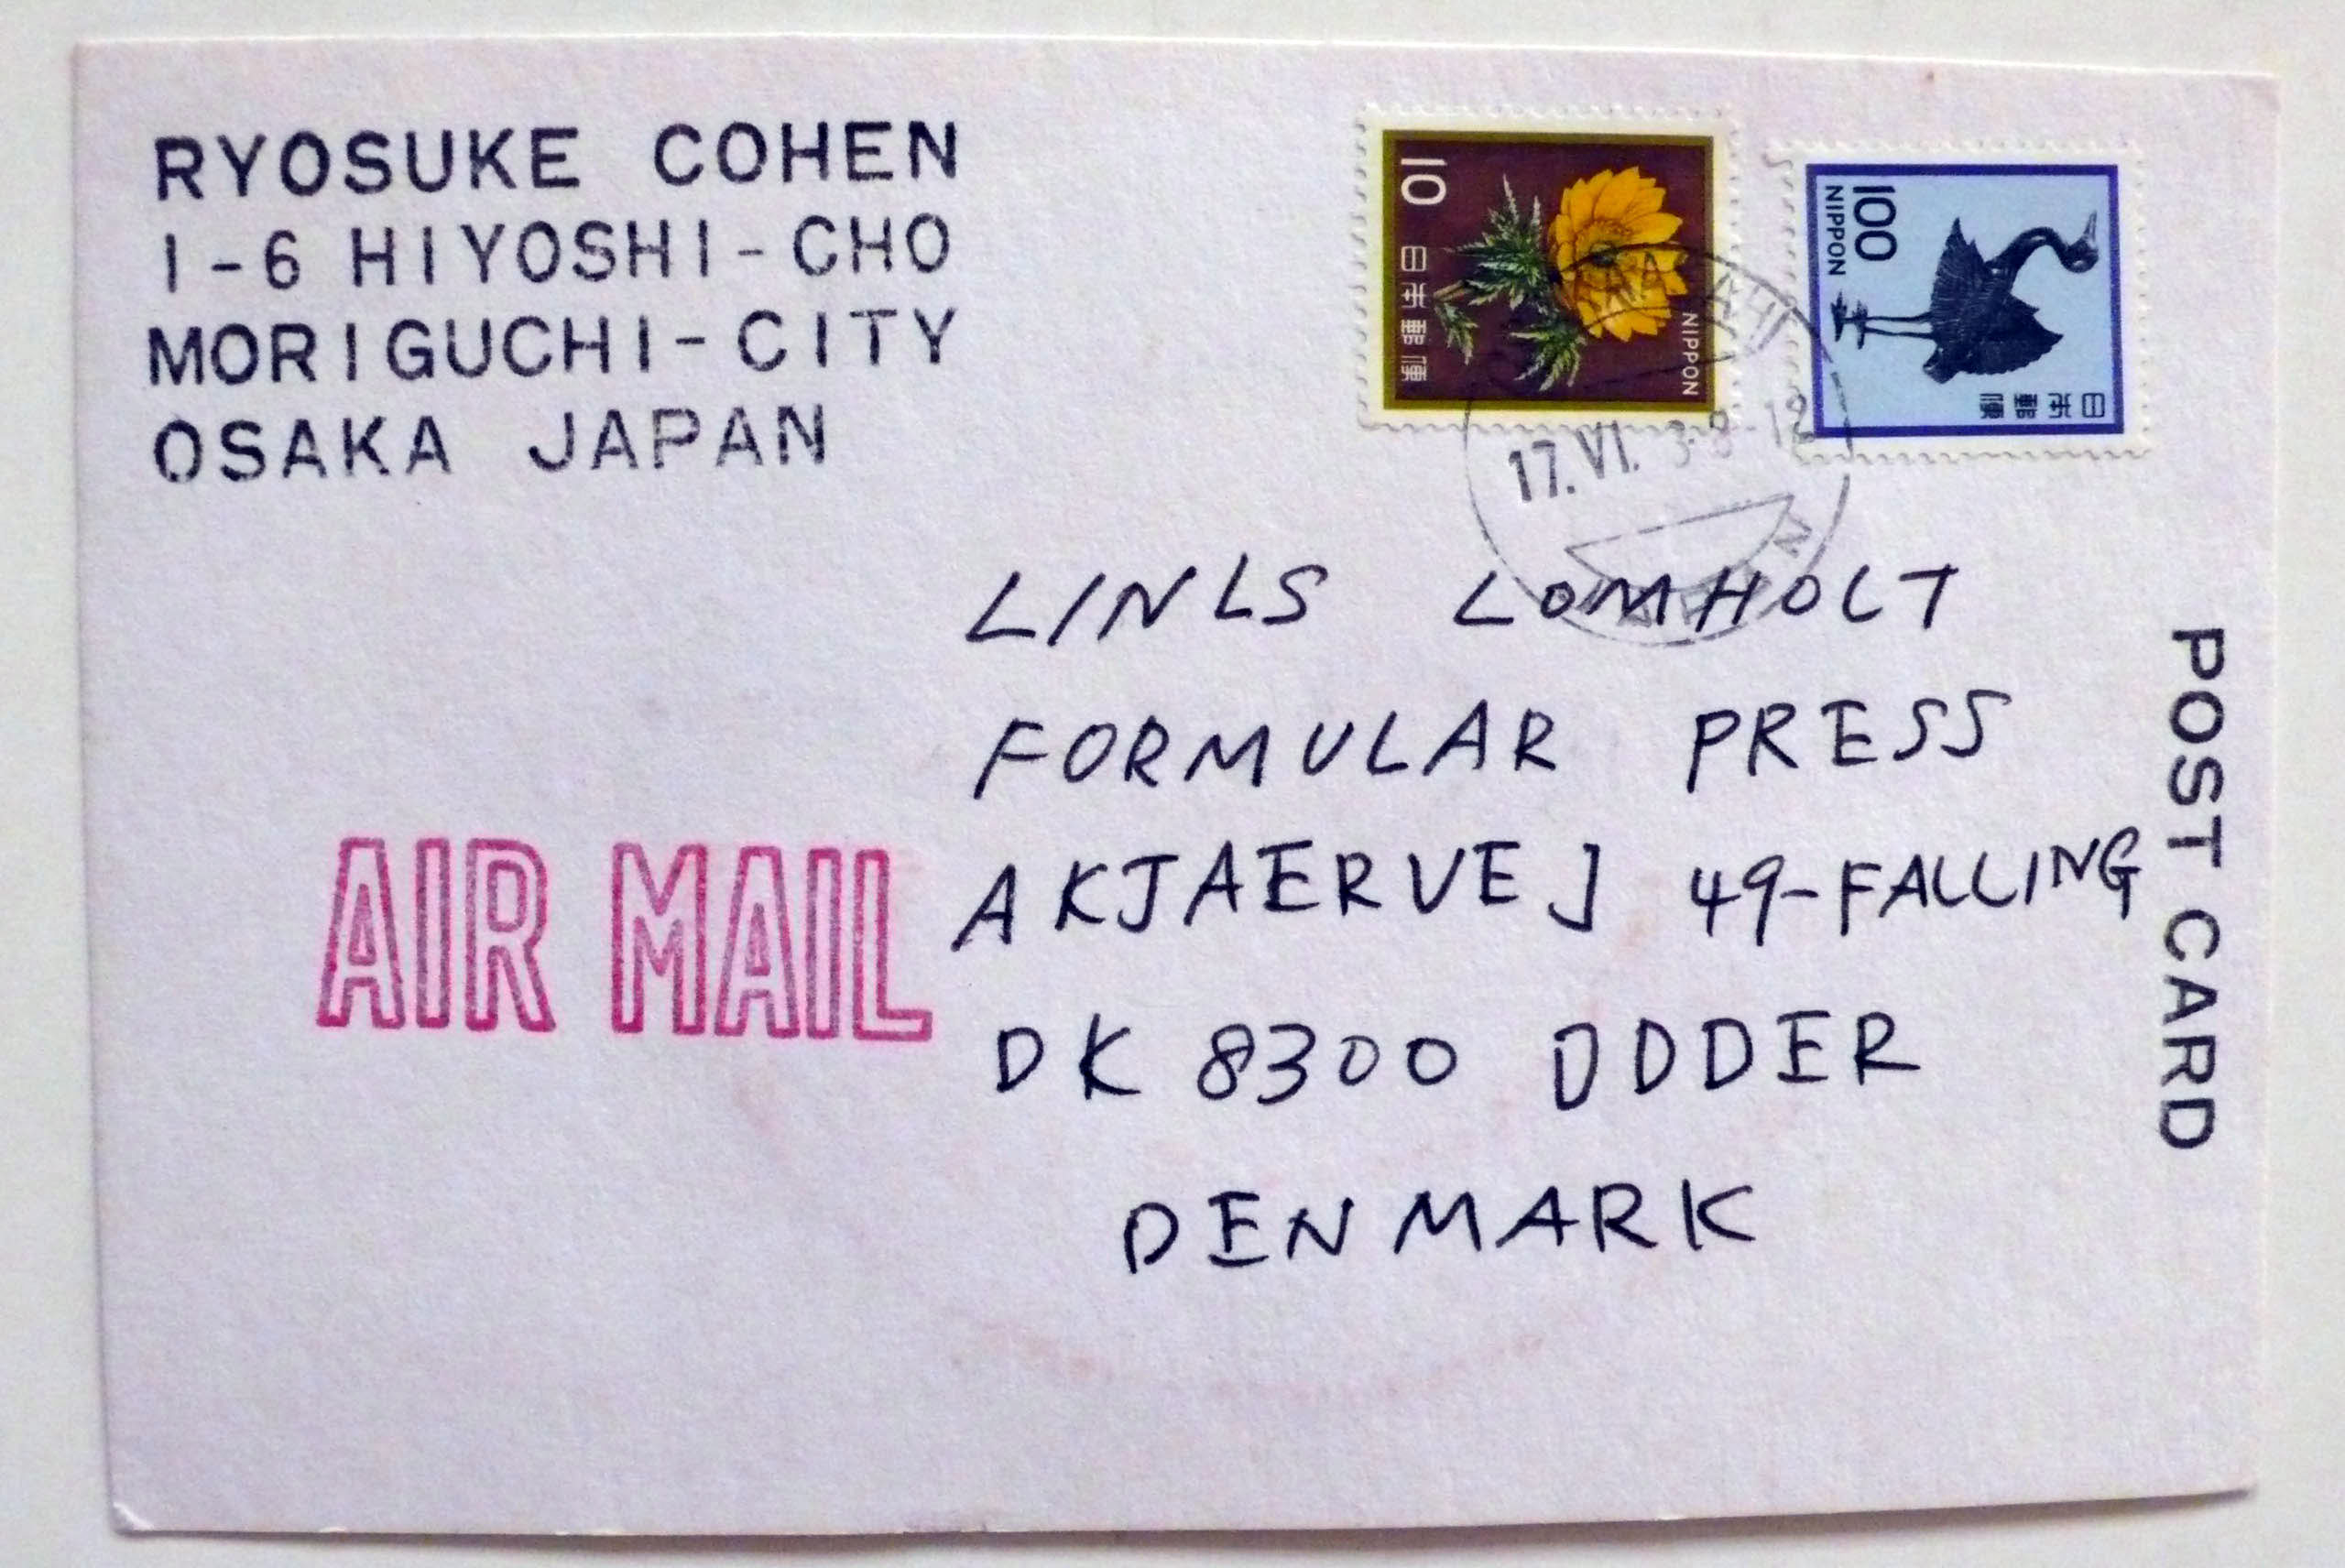 RYOSUKE COHEN
1-6 HIYOSHI-CHO
MORIGUCHI-CITY
OSAKA JAPAN
10
日本郵便
NIPPON
100
NIPPON
日本郵便
17.VI.
LINLS LOMHOLT
FORMULAR PRESS
AKJAERVEJ 49-FALLING
DK 8300 ODDER
DENMARK
AIR MAIL
POST CARD